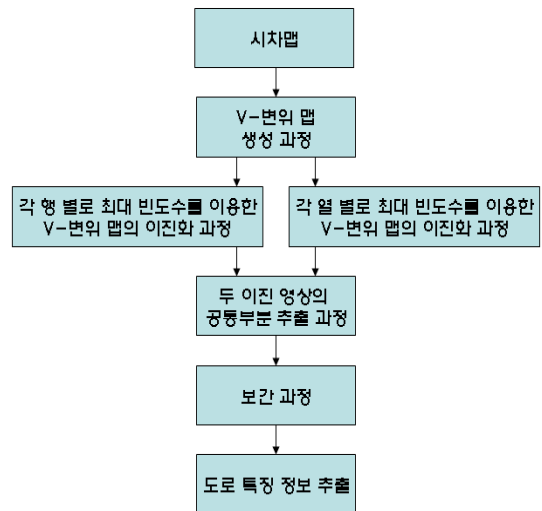 시차맵
V-변위 맵
생성 과정
각 행 별로 최대 빈도수를 이용한
V-변위 맵의 이진화 과정
각 열 별로 최대 빈도수를 이용한
V-변위 맵의 이진화 과정
두 이진 영상의
공통부분 추출 과정
보간 과정
도로 특징 정보 추출